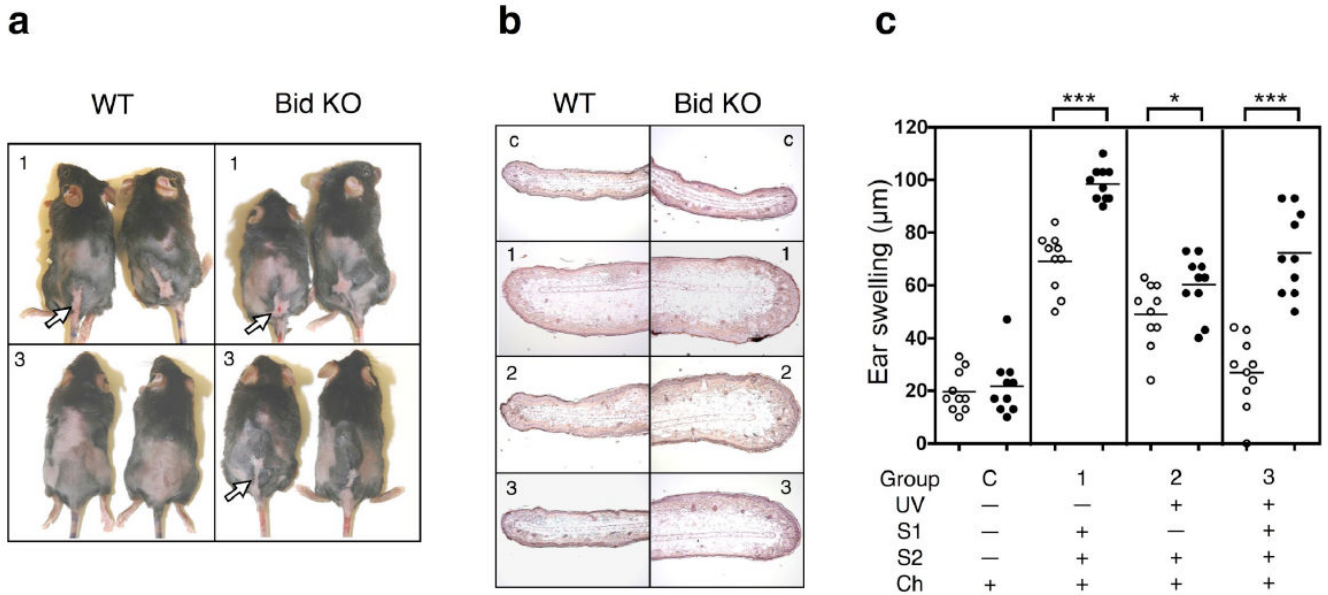 a
b
c
WT
Bid KO
1
1
3
3
WT
Bid KO
c
c
1
1
2
2
3
3
***
*
***
Ear swelling (μm)
120
100
80
60
40
20
0
Group C 1 2 3
UV — — + +
S1 — + — +
S2 — + + +
Ch + + + +